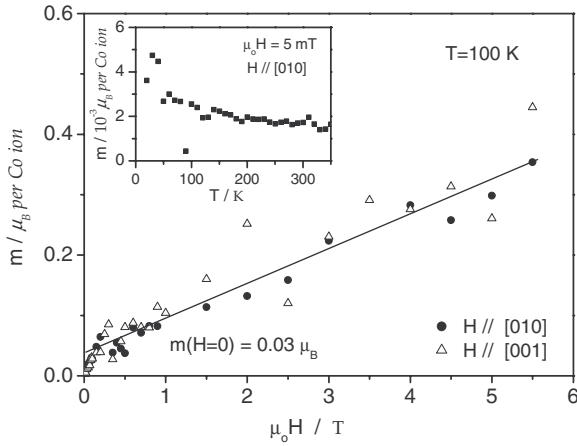 0.6
0.4
0.2
0.0
m / μB per Co ion
6
4
2
0
m / 10-3 μB per Co ion
μoH = 5 mT
H // [010]
0 100 200 300
T / K
T=100 K
m(H=0) = 0.03 μB
H // [010]
H // [001]
0 1 2 3 4 5 6
μoH / T